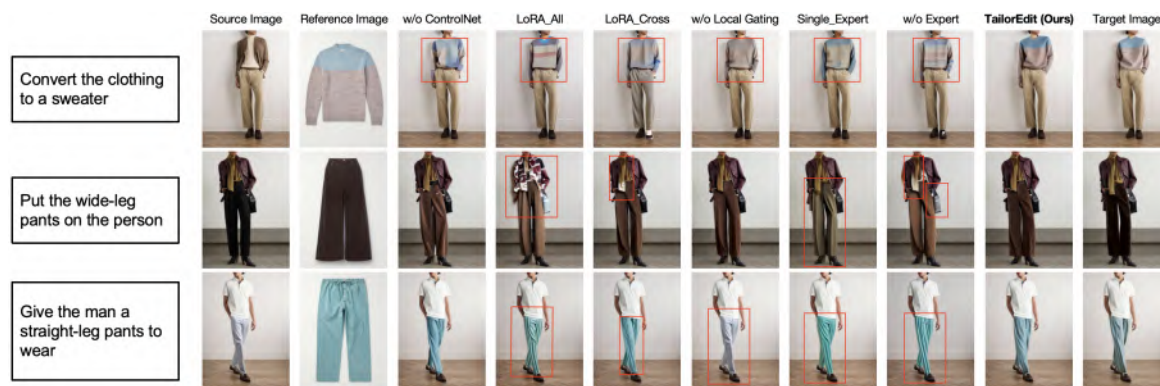 Source Image Reference Image w/o ControlNet LoRA_All LoRA_Cross w/o Local Gating Single_Expert w/o Expert TailorEdit (Ours) Target Image
Convert the clothing
to a sweater
Put the wide-leg
pants on the person
Give the man a
straight-leg pants to
wear